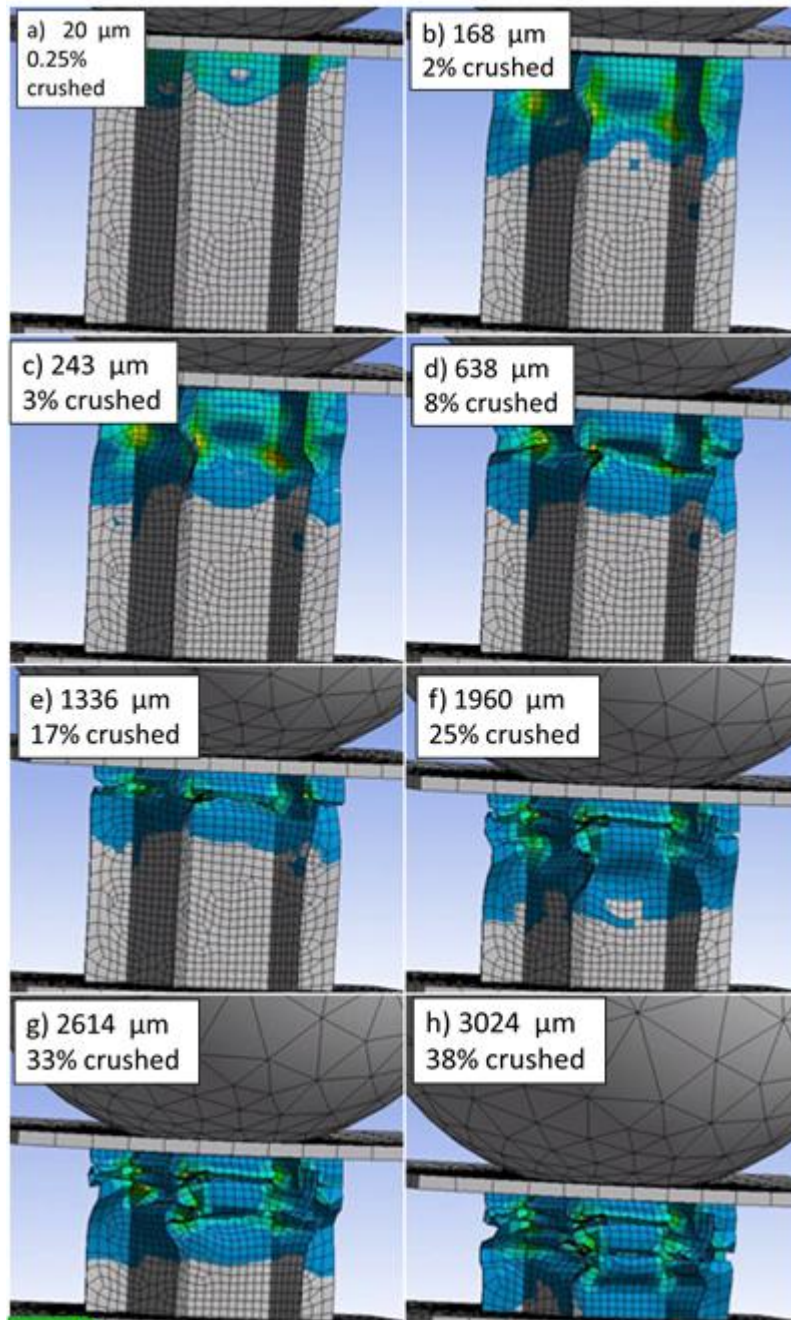 a) 20 μm
0.25%
crushed
b) 168 μm
2% crushed
c) 243 μm
3% crushed
d) 638 μm
8% crushed
e) 1336 μm
17% crushed
f) 1960 μm
25% crushed
g) 2614 μm
33% crushed
h) 3024 μm
38% crushed